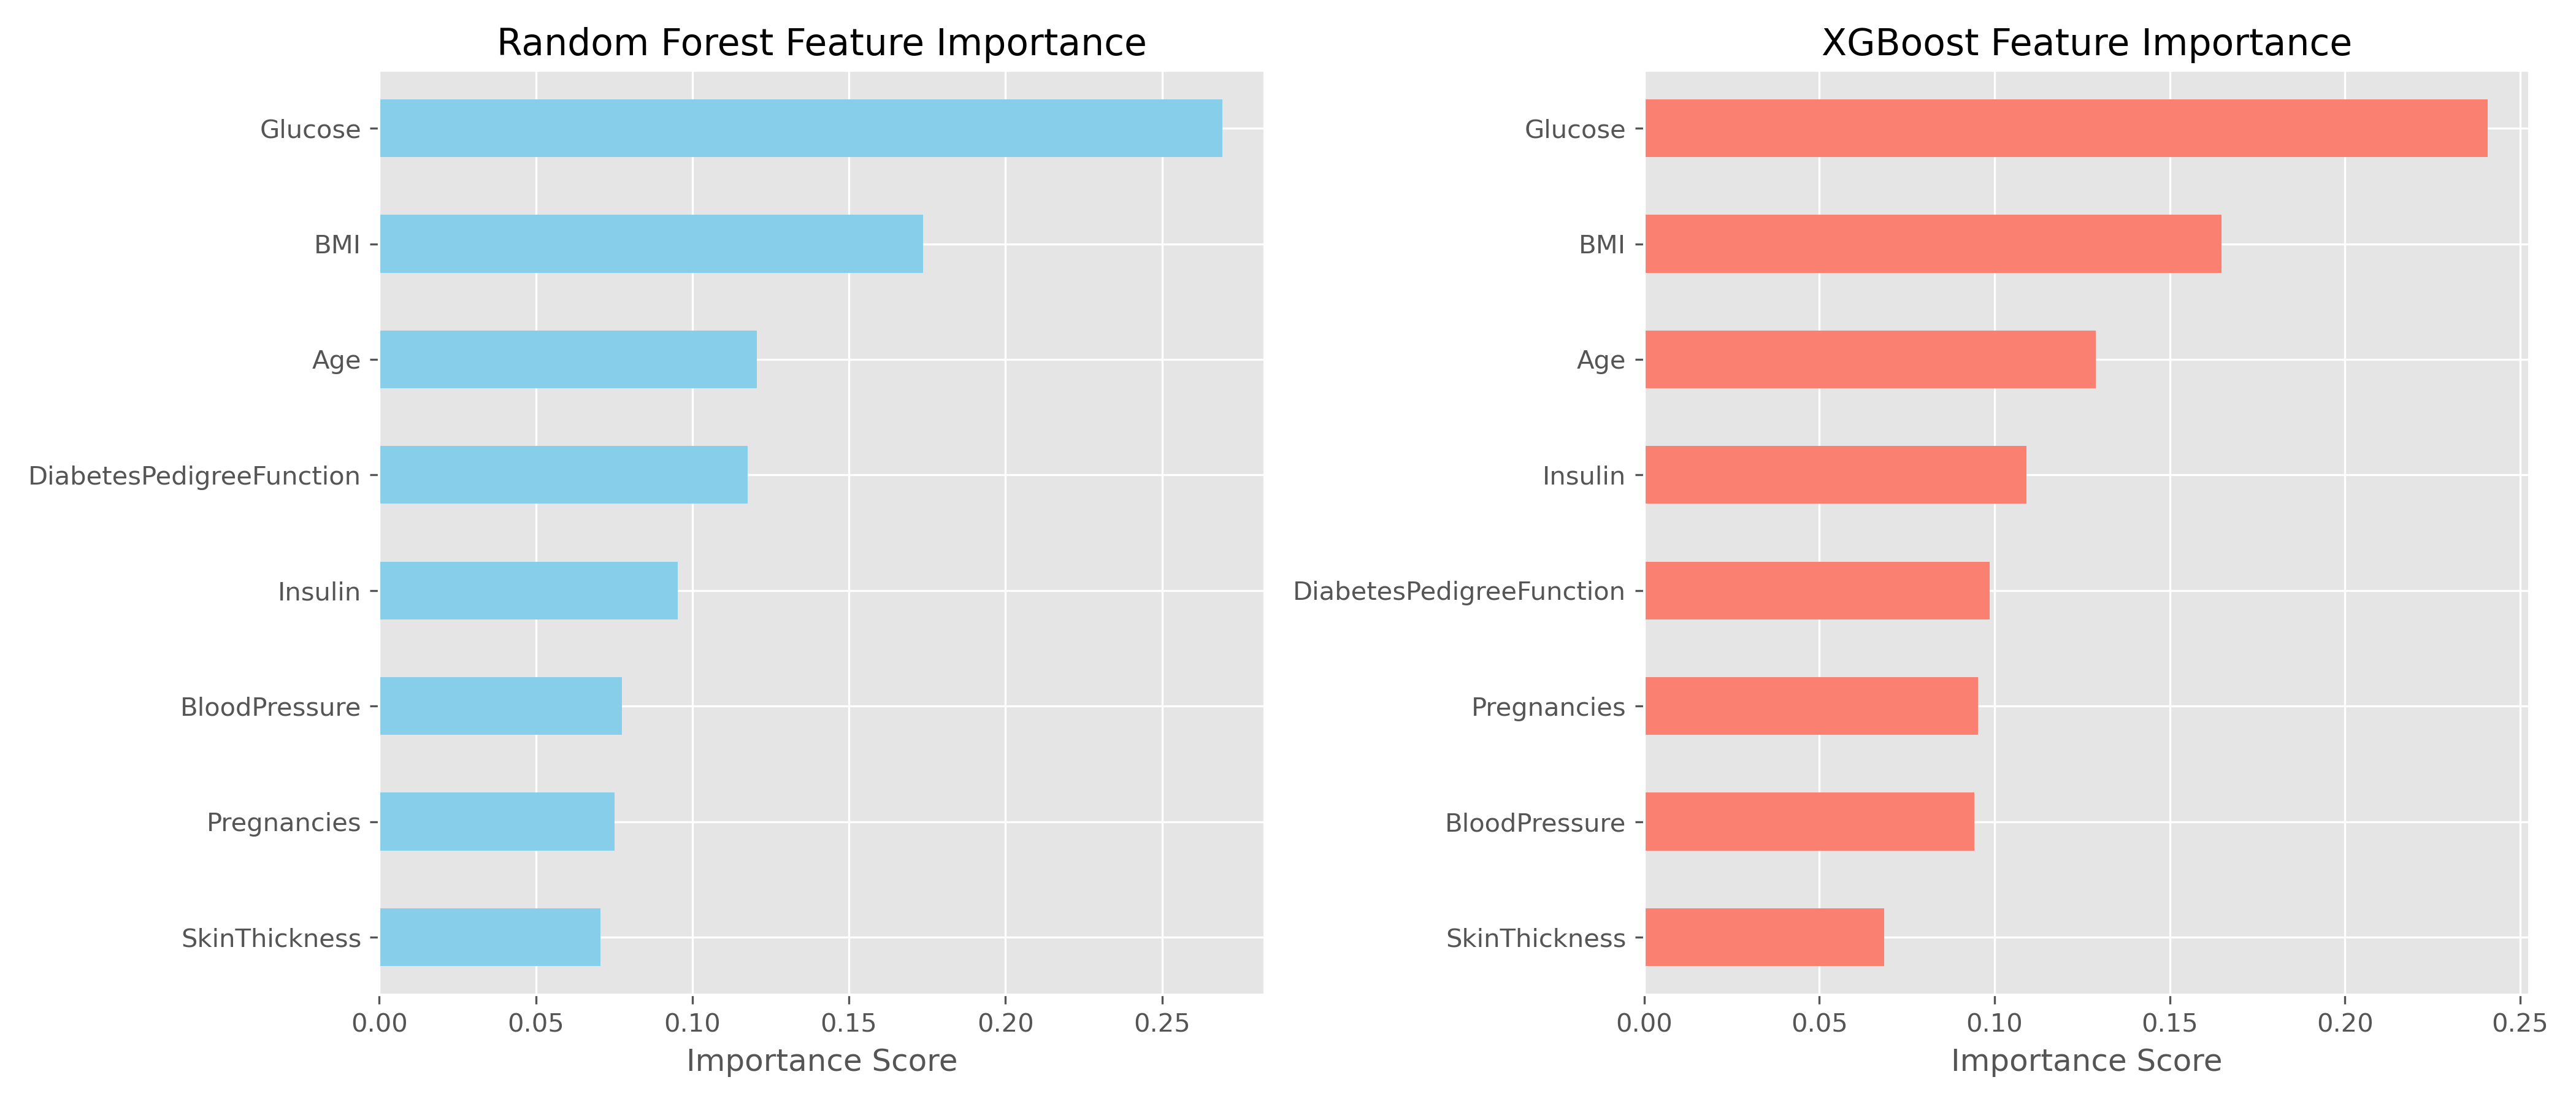 Random Forest Feature Importance
Glucose
BMI
Age
DiabetesPedigreeFunction
Insulin
BloodPressure
Pregnancies
SkinThickness
0.00 0.05 0.10 0.15 0.20 0.25
Importance Score
XGBoost Feature Importance
Glucose
BMI
Age
Insulin
DiabetesPedigreeFunction
Pregnancies
BloodPressure
SkinThickness
0.00 0.05 0.10 0.15 0.20 0.25
Importance Score